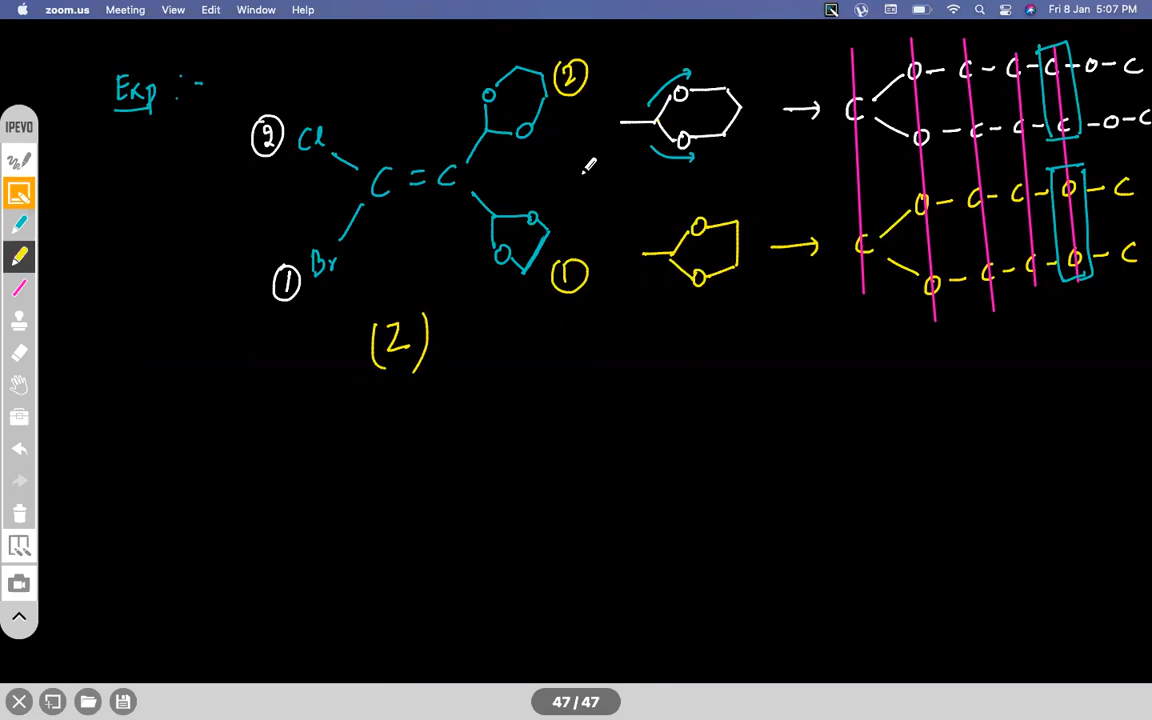 zoom.us Meeting View Edit Window Help Fri 8 Jan 5:07 PM
IPEVO
Exp :-
② Cl
① Br
C = C
O
O
②
O
O
①
(Z)
O
O
→
C
O - C - C - C - O - C
O - C - C - C - O - C
O
O
→
C
O - C - C - O - C
O - C - C - O - C
47 / 47